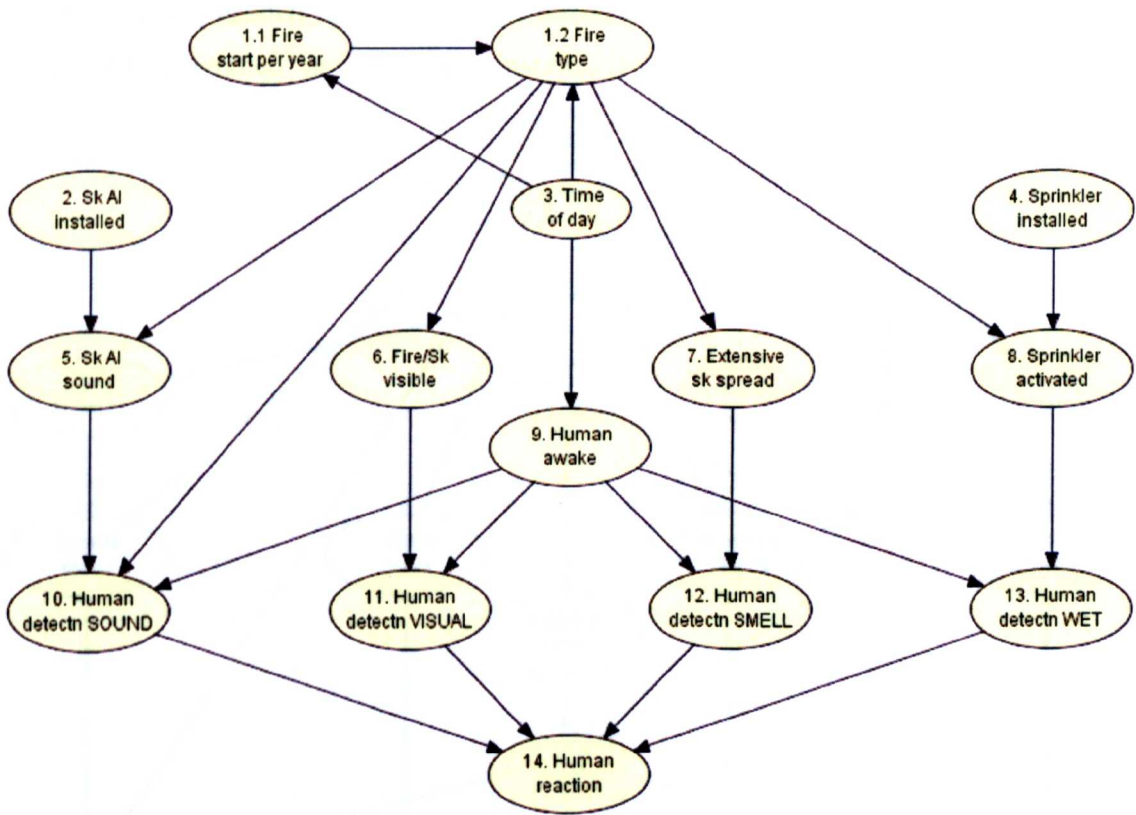 1.1 Fire
start per year
1.2 Fire
type
2. Sk Al
installed
3. Time
of day
4. Sprinkler
installed
5. Sk Al
sound
6. Fire/Sk
visible
7. Extensive
sk spread
8. Sprinkler
activated
9. Human
awake
10. Human
detectn SOUND
11. Human
detectn VISUAL
12. Human
detectn SMELL
13. Human
detectn WET
14. Human
reaction